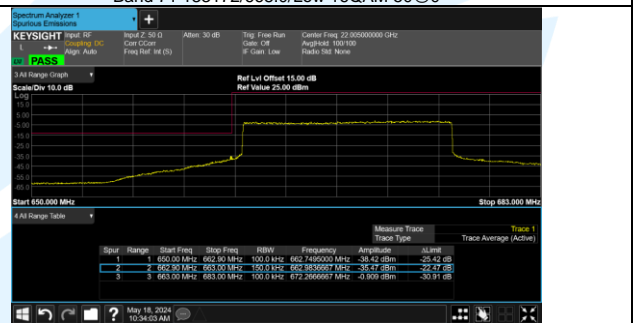 Spectrum Analyzer 1
Spurious Emissions
KEYSIGHT Input: RF Input Z: 50 Ω Atten: 30 dB Trig: Free Run Center Freq: 22.005000000 GHz
Coupling: DC Corr CCorr Gate: Off Avg|Hold: 100/100
Align: Auto Freq Ref: Int (S) IF Gain: Low Radio Std: None
PASS
3 All Range Graph
Ref Lvl Offset 15.00 dB
Scale/Div 10.0 dB Ref Value 25.00 dBm
Log
15.0
5.00
-5.00
-15.0
-25.0
-35.0
-45.0
-55.0
-65.0
Start 650.000 MHz Stop 683.000 MHz
4 All Range Table
Measure Trace Trace 1
Trace Type Trace Average (Active)
Spur Range Start Freq Stop Freq RBW Frequency Amplitude ΔLimit
1 1 650.00 MHz 662.90 MHz 100.0 kHz 662.7495000 MHz -38.42 dBm -25.42 dB
2 2 662.90 MHz 663.00 MHz 150.0 kHz 662.9836667 MHz -35.47 dBm -22.47 dB
3 3 663.00 MHz 683.00 MHz 100.0 kHz 672.2666667 MHz -0.909 dBm -30.91 dB
May 18, 2024
10:34:03 AM